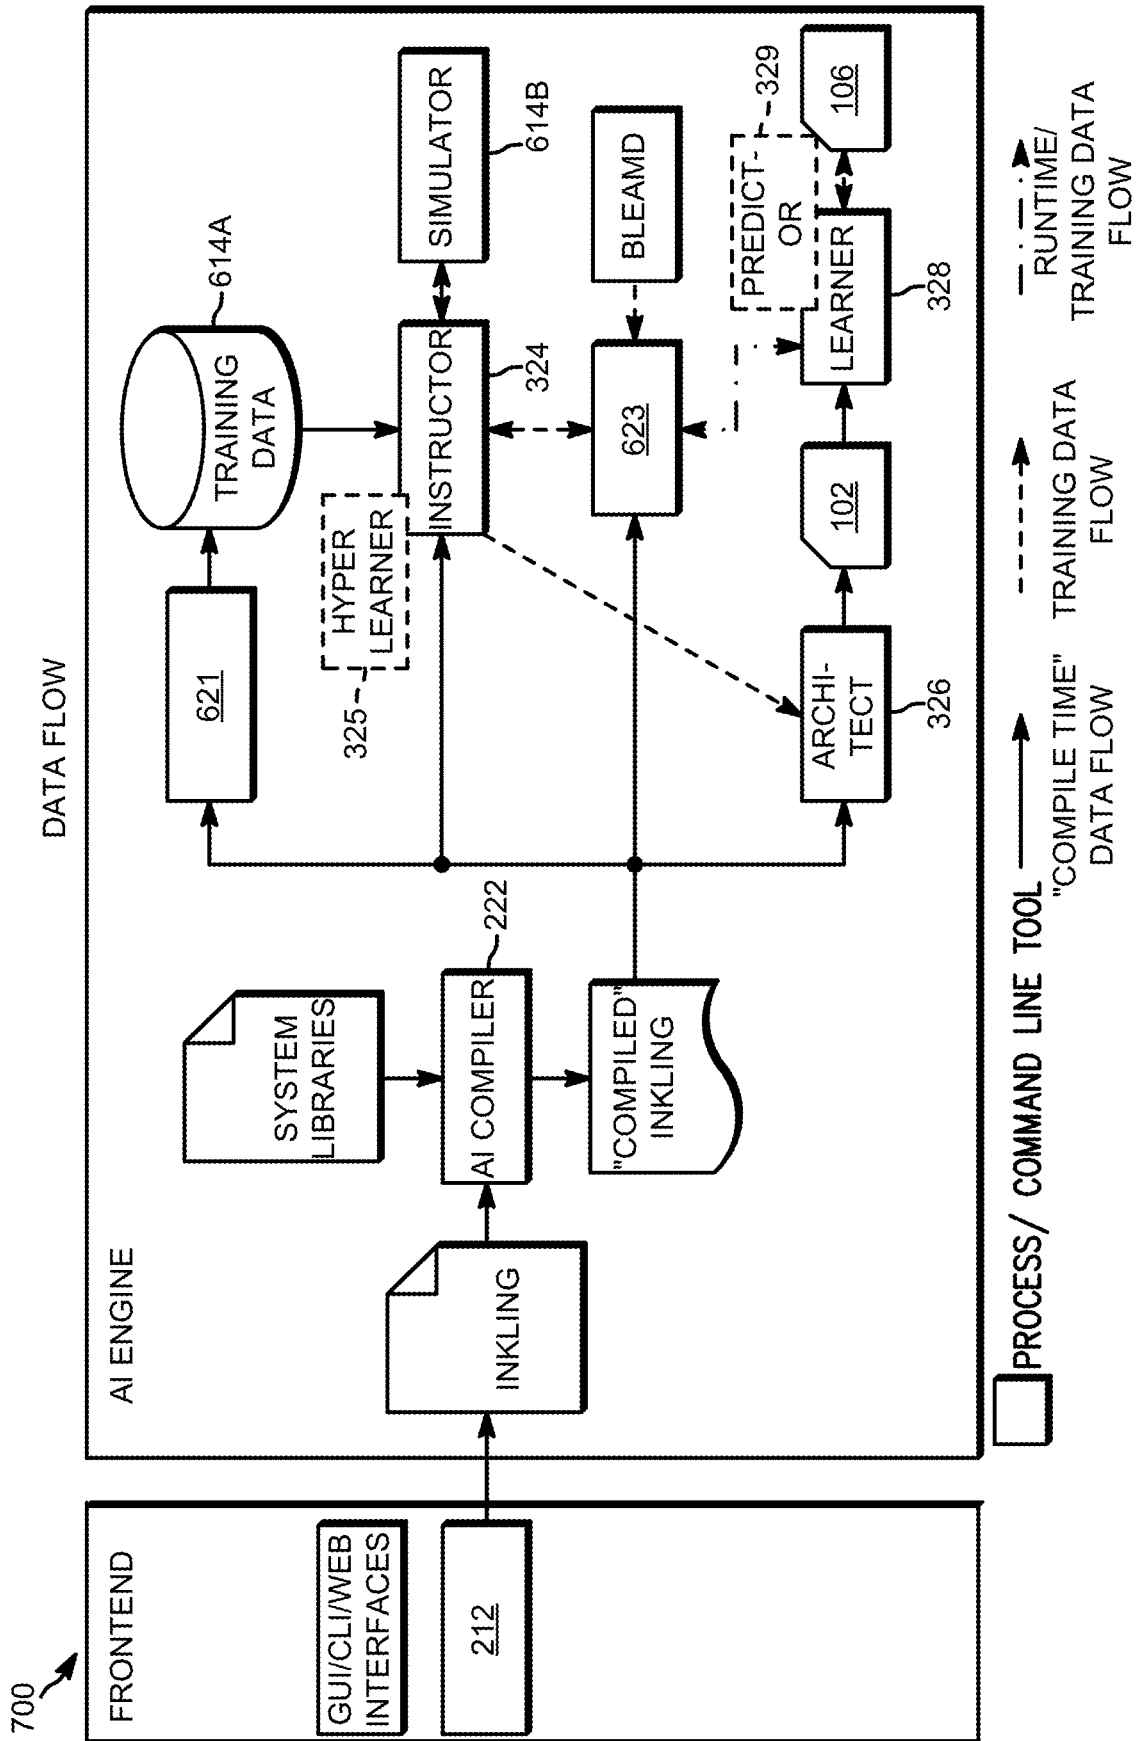 700
DATA FLOW
FRONTEND
GUI/CLI/WEB
INTERFACES
212
AI ENGINE
INKLING
SYSTEM
LIBRARIES
AI COMPILER
222
"COMPILED"
INKLING
621
TRAINING
DATA
614A
HYPER
LEARNER
325
INSTRUCTOR
324
SIMULATOR
614B
623
BLEAMD
ARCHI-
TECT
326
102
PREDICT-
OR
329
LEARNER
328
106
PROCESS/ COMMAND LINE TOOL
"COMPILE TIME"
DATA FLOW
TRAINING DATA
FLOW
RUNTIME/
TRAINING DATA
FLOW